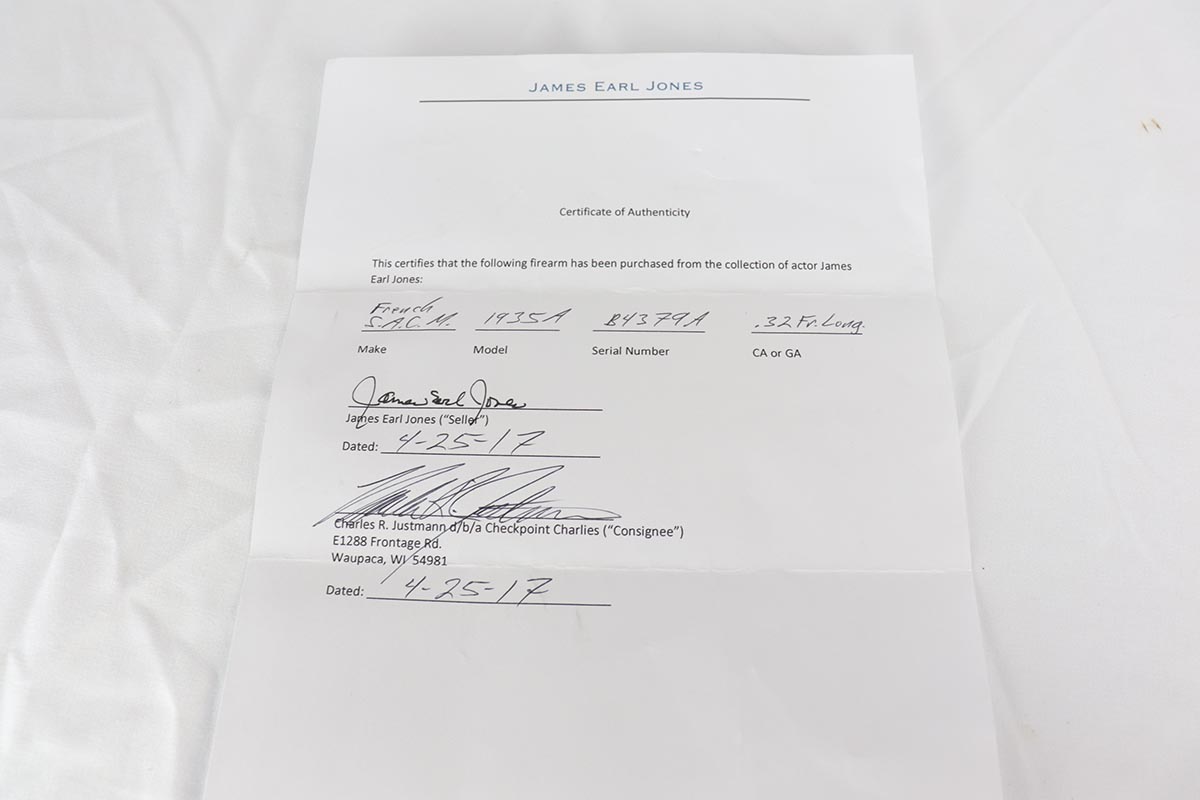 JAMES EARL JONES
Certificate of Authenticity
This certifies that the following firearm has been purchased from the collection of actor James
Earl Jones:
French
S.A.C.M. 1935A B4379A .32 Fr. Long.
Make Model Serial Number CA or GA
James Earl Jones
James Earl Jones ("Seller")
Dated: 4-25-17
Charles R. Justmann d/b/a Checkpoint Charlies ("Consignee")
E1288 Frontage Rd.
Waupaca, WI 54981
Dated: 4-25-17